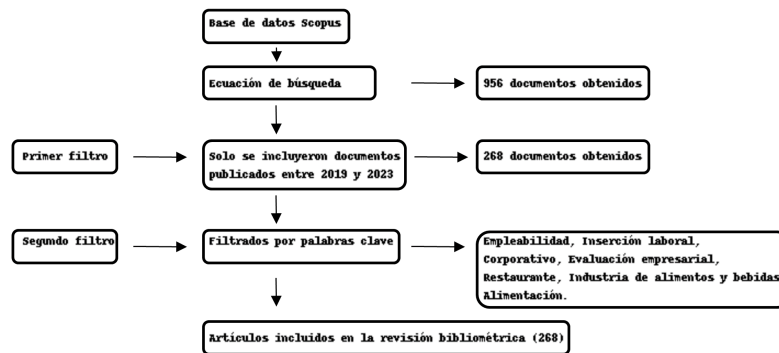 Base de datos Scopus
Ecuación de búsqueda
956 documentos obtenidos
Primer filtro
Solo se incluyeron documentos
publicados entre 2019 y 2023
268 documentos obtenidos
Segundo filtro
Filtrados por palabras clave
Empleabilidad, Inserción laboral,
Corporativo, Evaluación empresarial,
Restaurante, Industria de alimentos y bebidas
Alimentación.
Artículos incluidos en la revisión bibliométrica (268)